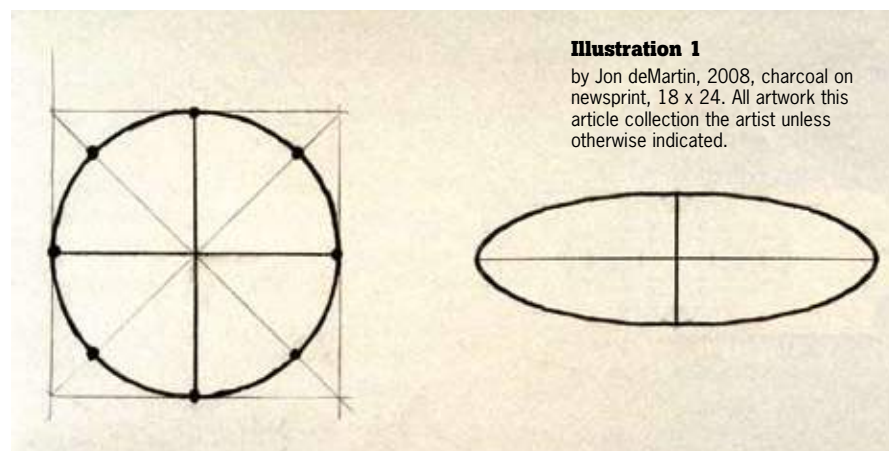 Illustration 1
by Jon deMartin, 2008, charcoal on
newsprint, 18 x 24. All artwork this
article collection the artist unless
otherwise indicated.